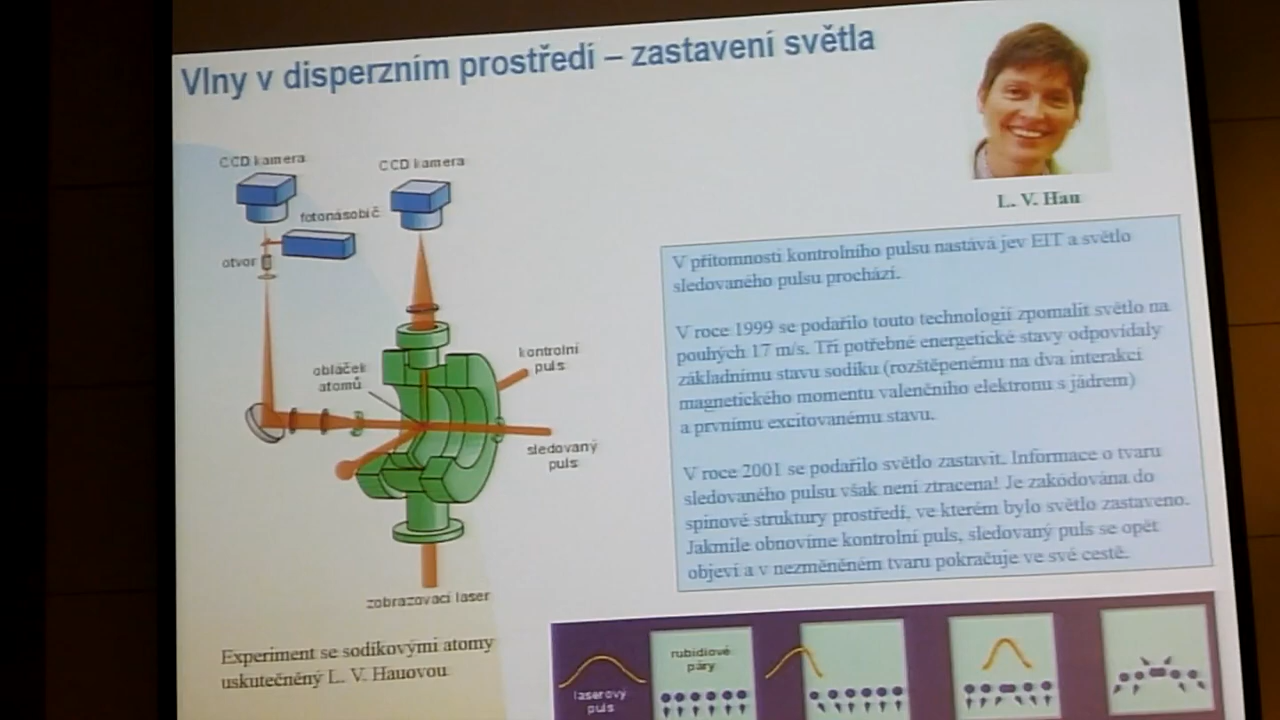 Vlny v disperzním prostředí – zastavení světla
L. V. Hau
CCD kamera
CCD kamera
fotonásobič
otvor
obláček
atomů
kontrolní
puls
sledovaný
puls
zobrazovací laser
Experiment se sodíkovými atomy
uskutečněný L. V. Hauovou
V přítomnosti kontrolního pulsu nastává jev EIT a světlo
sledovaného pulsu prochází.
V roce 1999 se podařilo touto technologií zpomalit světlo na
pouhých 17 m/s. Tři potřebné energetické stavy odpovídaly
základnímu stavu sodíku (rozštěpenému na dva interakcí
magnetického momentu valenčního elektronu s jádrem)
a prvnímu excitovanému stavu.
V roce 2001 se podařilo světlo zastavit. Informace o tvaru
sledovaného pulsu však není ztracena! Je zakódována do
spinové struktury prostředí, ve kterém bylo světlo zastaveno.
Jakmile obnovíme kontrolní puls, sledovaný puls se opět
objeví a v nezměněném tvaru pokračuje ve své cestě.
laserový
puls
rubidiové
páry